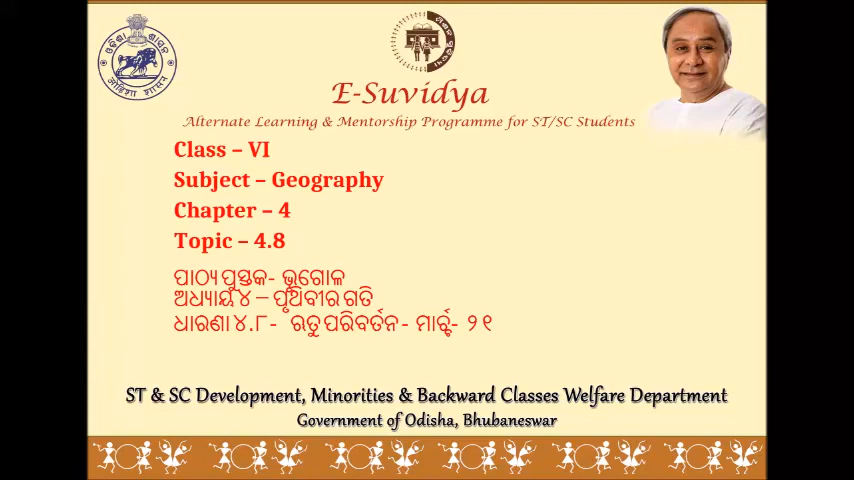 E-Suvidya
Alternate Learning & Mentorship Programme for ST/SC Students
Class – VI
Subject – Geography
Chapter – 4
Topic – 4.8
ପାଠ୍ୟପୁସ୍ତକ- ଭୂଗୋଳ
ଅଧ୍ୟାୟ ୪ – ପୃଥିବୀର ଗତି
ଧାରଣା ୪.୮- ଋତୁ ପରିବର୍ତନ - ମାର୍ଚ୍ଚ- ୨୧
ST & SC Development, Minorities & Backward Classes Welfare Department
Government of Odisha, Bhubaneswar